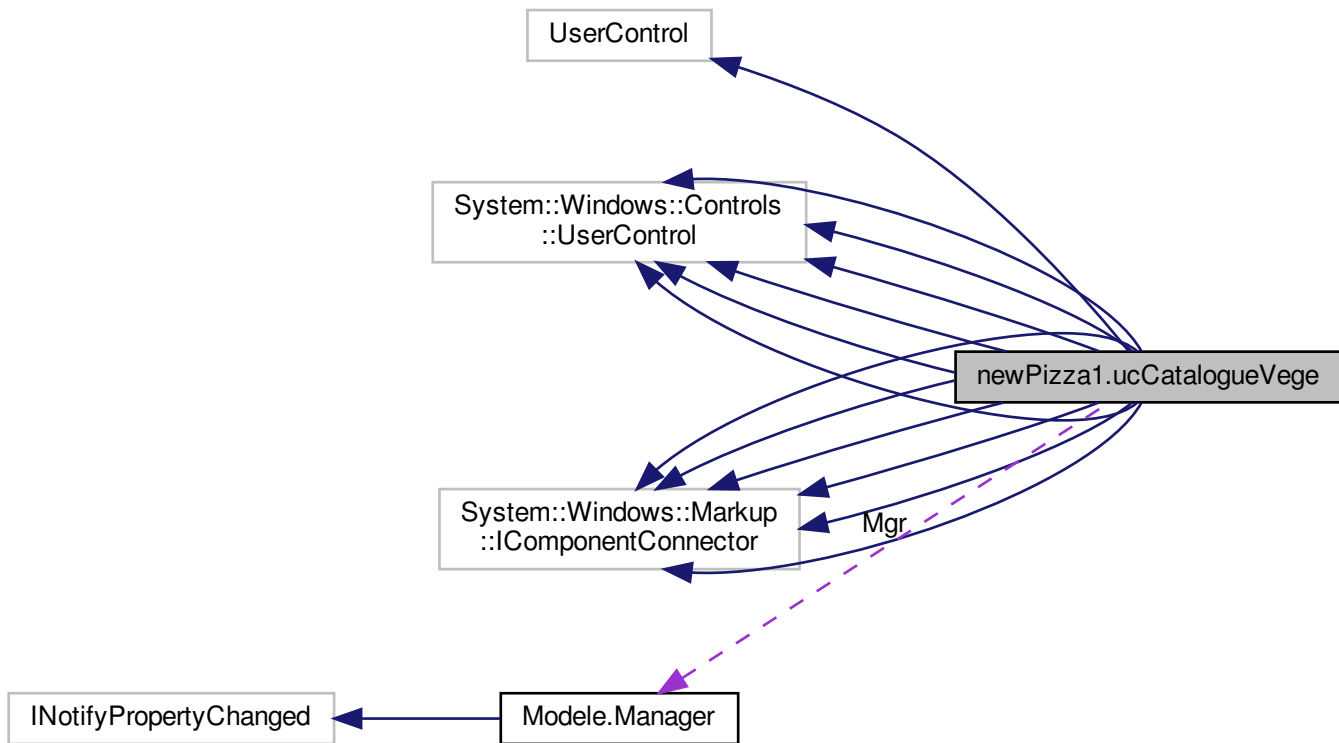 UserControl
System::Windows::Controls
::UserControl
newPizza1.ucCatalogueVege
System::Windows::Markup
::IComponentConnector
Mgr
INotifyPropertyChanged
Modele.Manager